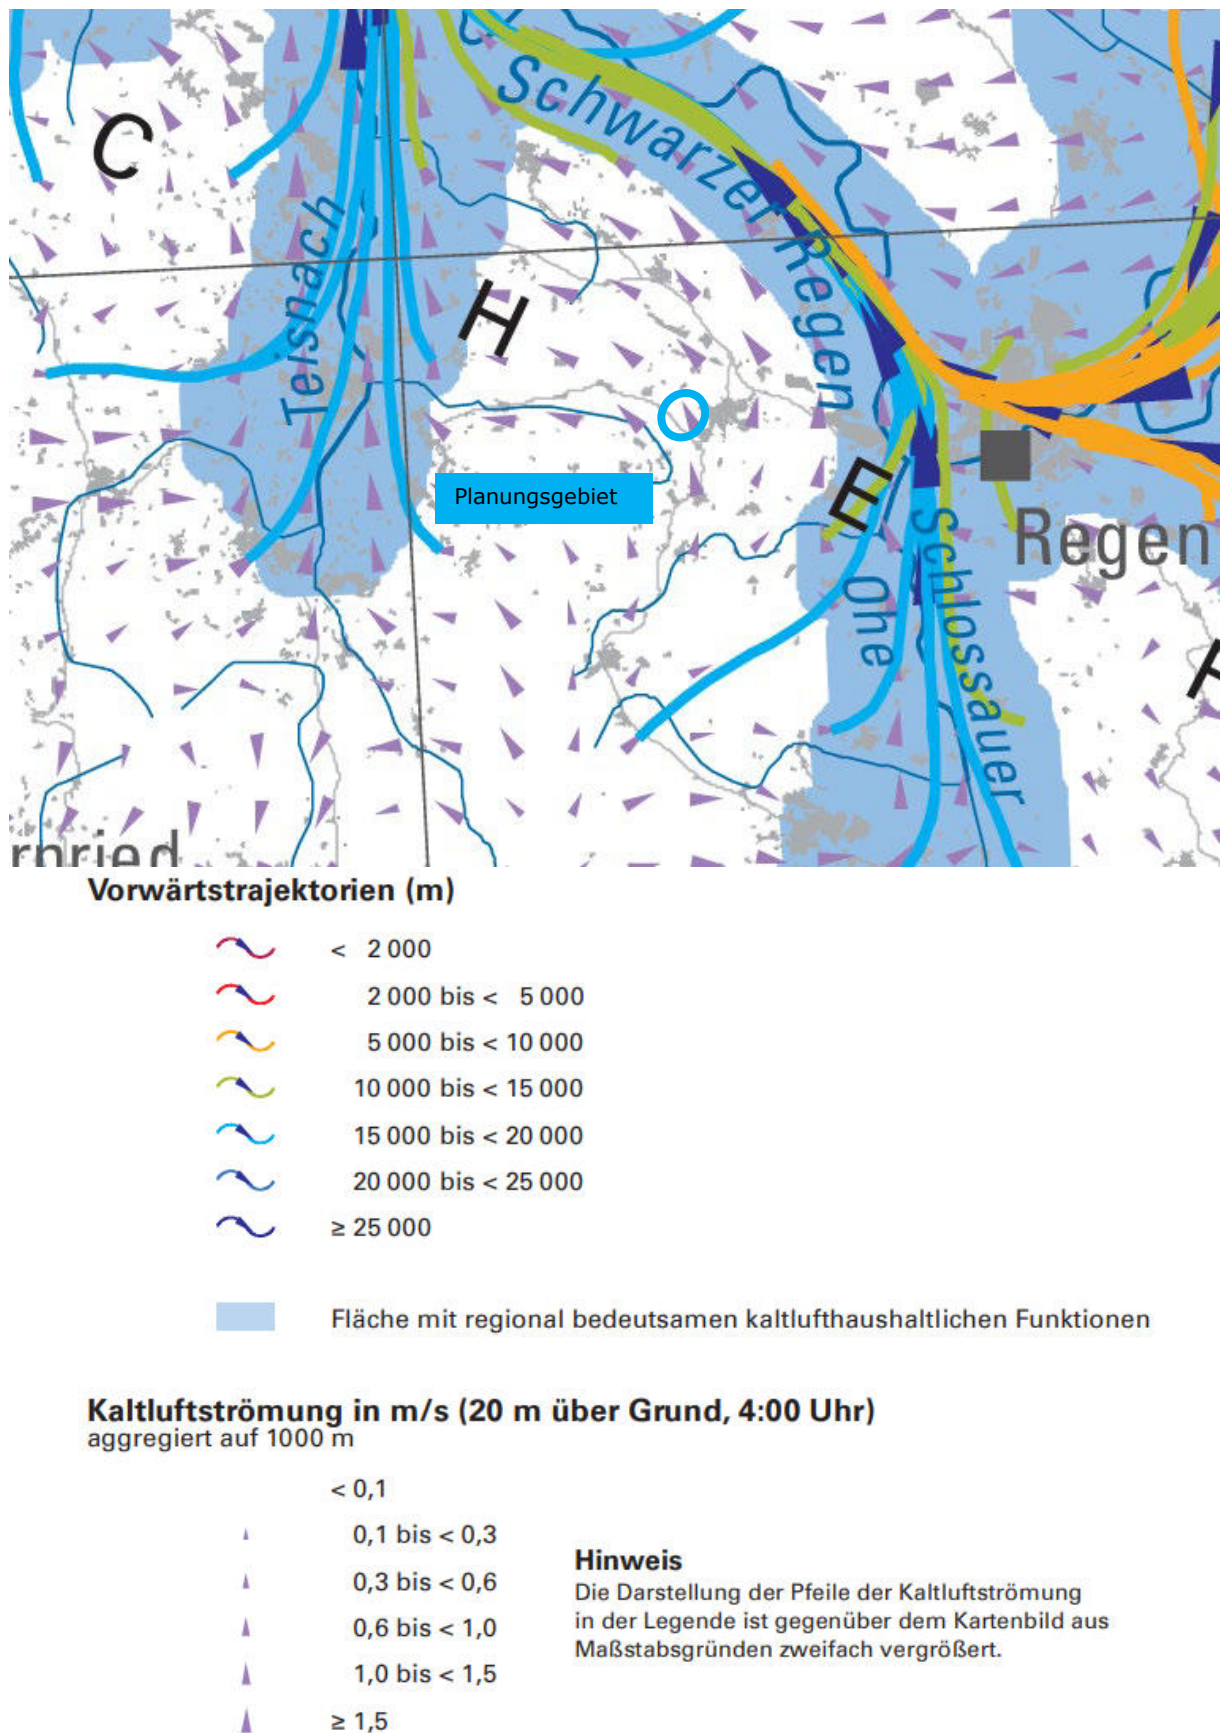 C
Schwarzer Regen
Teisnach
H
Planungsgebiet
E
Regen
Ohe
Schlossauer
rnried
Vorwärtstrajektorien (m)
< 2 000
2 000 bis < 5 000
5 000 bis < 10 000
10 000 bis < 15 000
15 000 bis < 20 000
20 000 bis < 25 000
≥ 25 000
Fläche mit regional bedeutsamen kaltlufthaushaltlichen Funktionen
Kaltluftströmung in m/s (20 m über Grund, 4:00 Uhr)
aggregiert auf 1000 m
< 0,1
0,1 bis < 0,3
0,3 bis < 0,6
0,6 bis < 1,0
1,0 bis < 1,5
≥ 1,5
Hinweis
Die Darstellung der Pfeile der Kaltluftströmung
in der Legende ist gegenüber dem Kartenbild aus
Maßstabsgründen zweifach vergrößert.